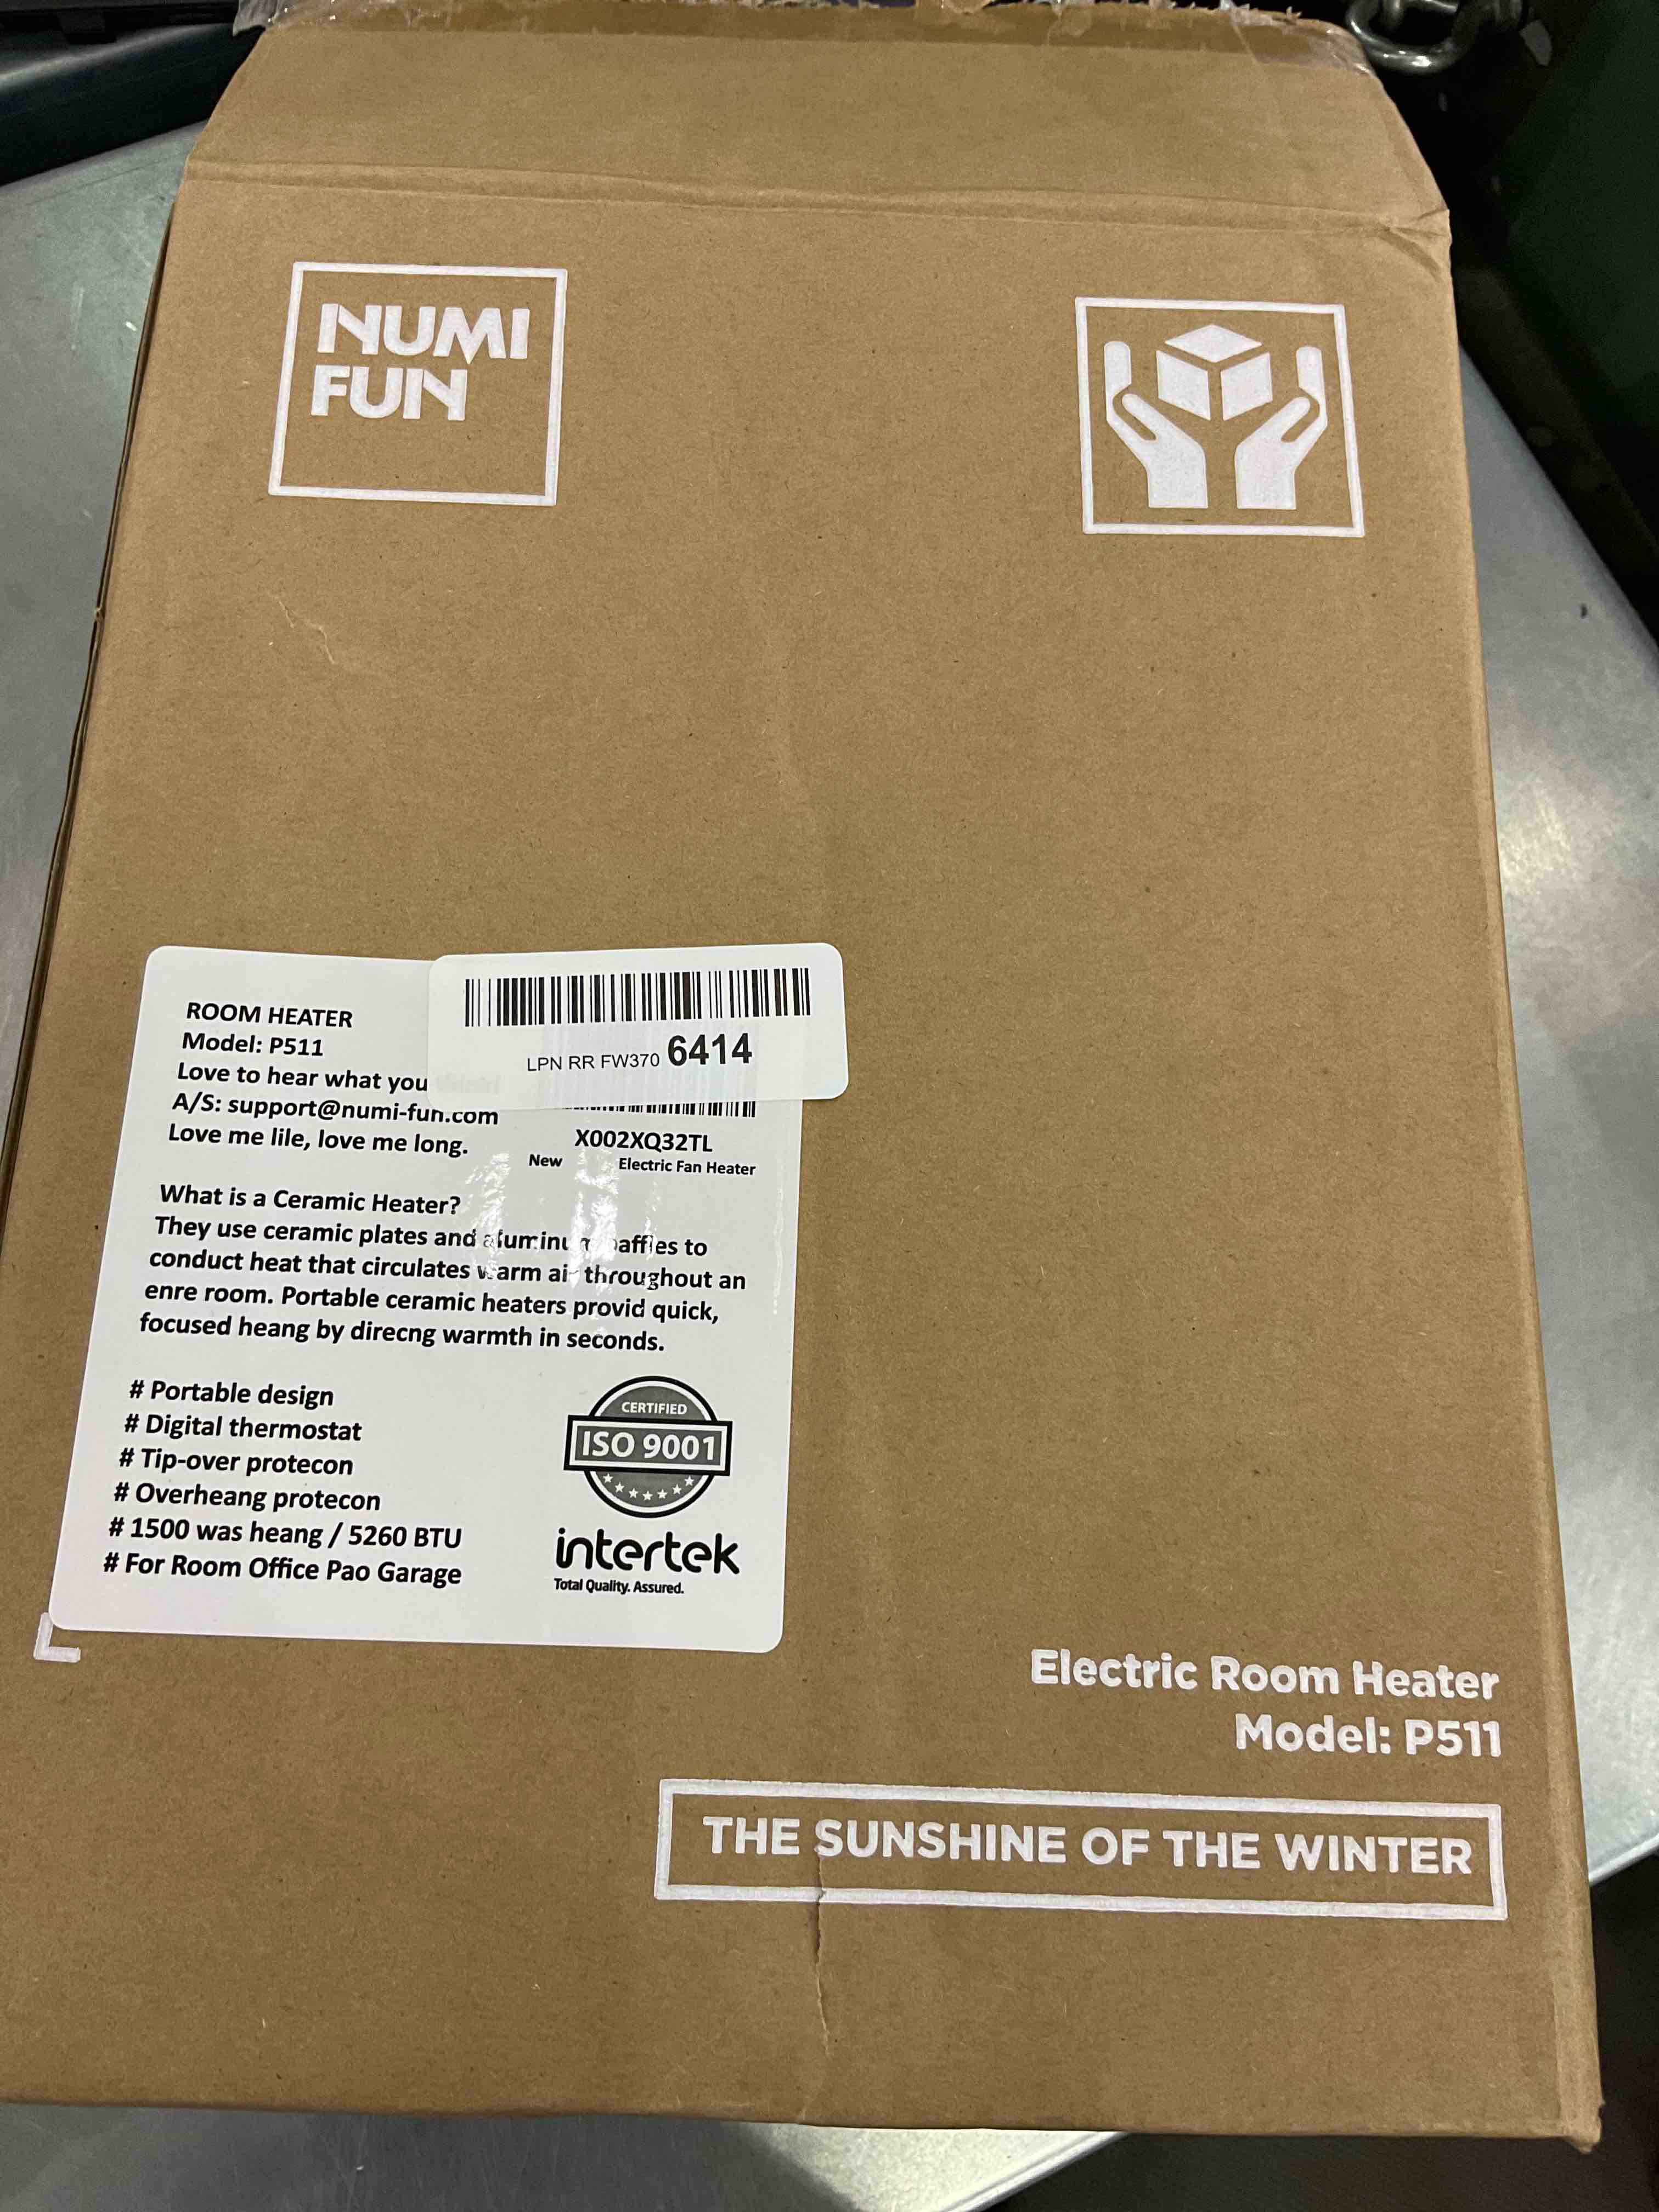 NUMI
FUN
ROOM HEATER
Model: P511
Love to hear what you
A/S: support@numi-fun.com
Love me lile, love me long.
LPN RR FW370 6414
X002XQ32TL
New Electric Fan Heater
What is a Ceramic Heater?
They use ceramic plates and aluminum baffles to
conduct heat that circulates warm air throughout an
enre room. Portable ceramic heaters provid quick,
focused heang by direcng warmth in seconds.
# Portable design
# Digital thermostat
# Tip-over protecon
# Overheang protecon
# 1500 was heang / 5260 BTU
# For Room Office Pao Garage
CERTIFIED
ISO 9001
intertek
Total Quality. Assured.
Electric Room Heater
Model: P511
THE SUNSHINE OF THE WINTER